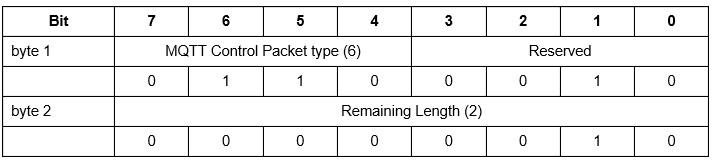 Bit 7 6 5 4 3 2 1 0
byte 1 MQTT Control Packet type (6) Reserved
0 1 1 0 0 0 1 0
byte 2 Remaining Length (2)
0 0 0 0 0 0 1 0